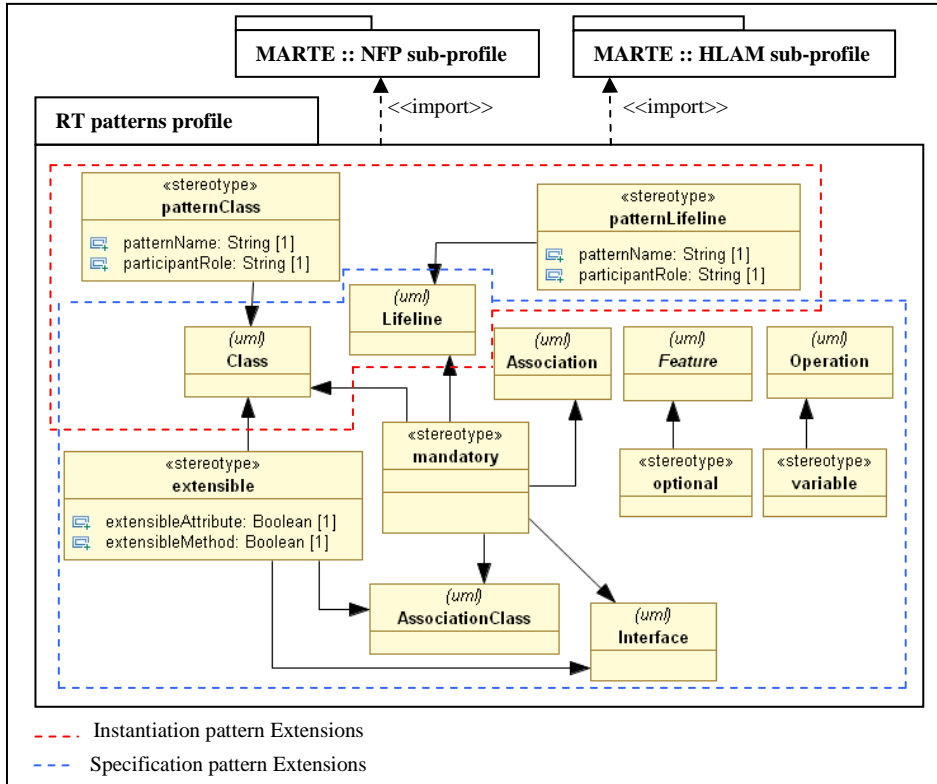 MARTE :: NFP sub-profile
MARTE :: HLAM sub-profile
<<import>>
<<import>>
RT patterns profile
«stereotype»
patternClass
patternName: String [1]
participantRole: String [1]
«stereotype»
patternLifeline
patternName: String [1]
participantRole: String [1]
(uml)
Lifeline
(uml)
Class
(uml)
Association
(uml)
Feature
(uml)
Operation
«stereotype»
extensible
extensibleAttribute: Boolean [1]
extensibleMethod: Boolean [1]
«stereotype»
mandatory
«stereotype»
optional
«stereotype»
variable
(uml)
AssociationClass
(uml)
Interface
Instantiation pattern Extensions
Specification pattern Extensions